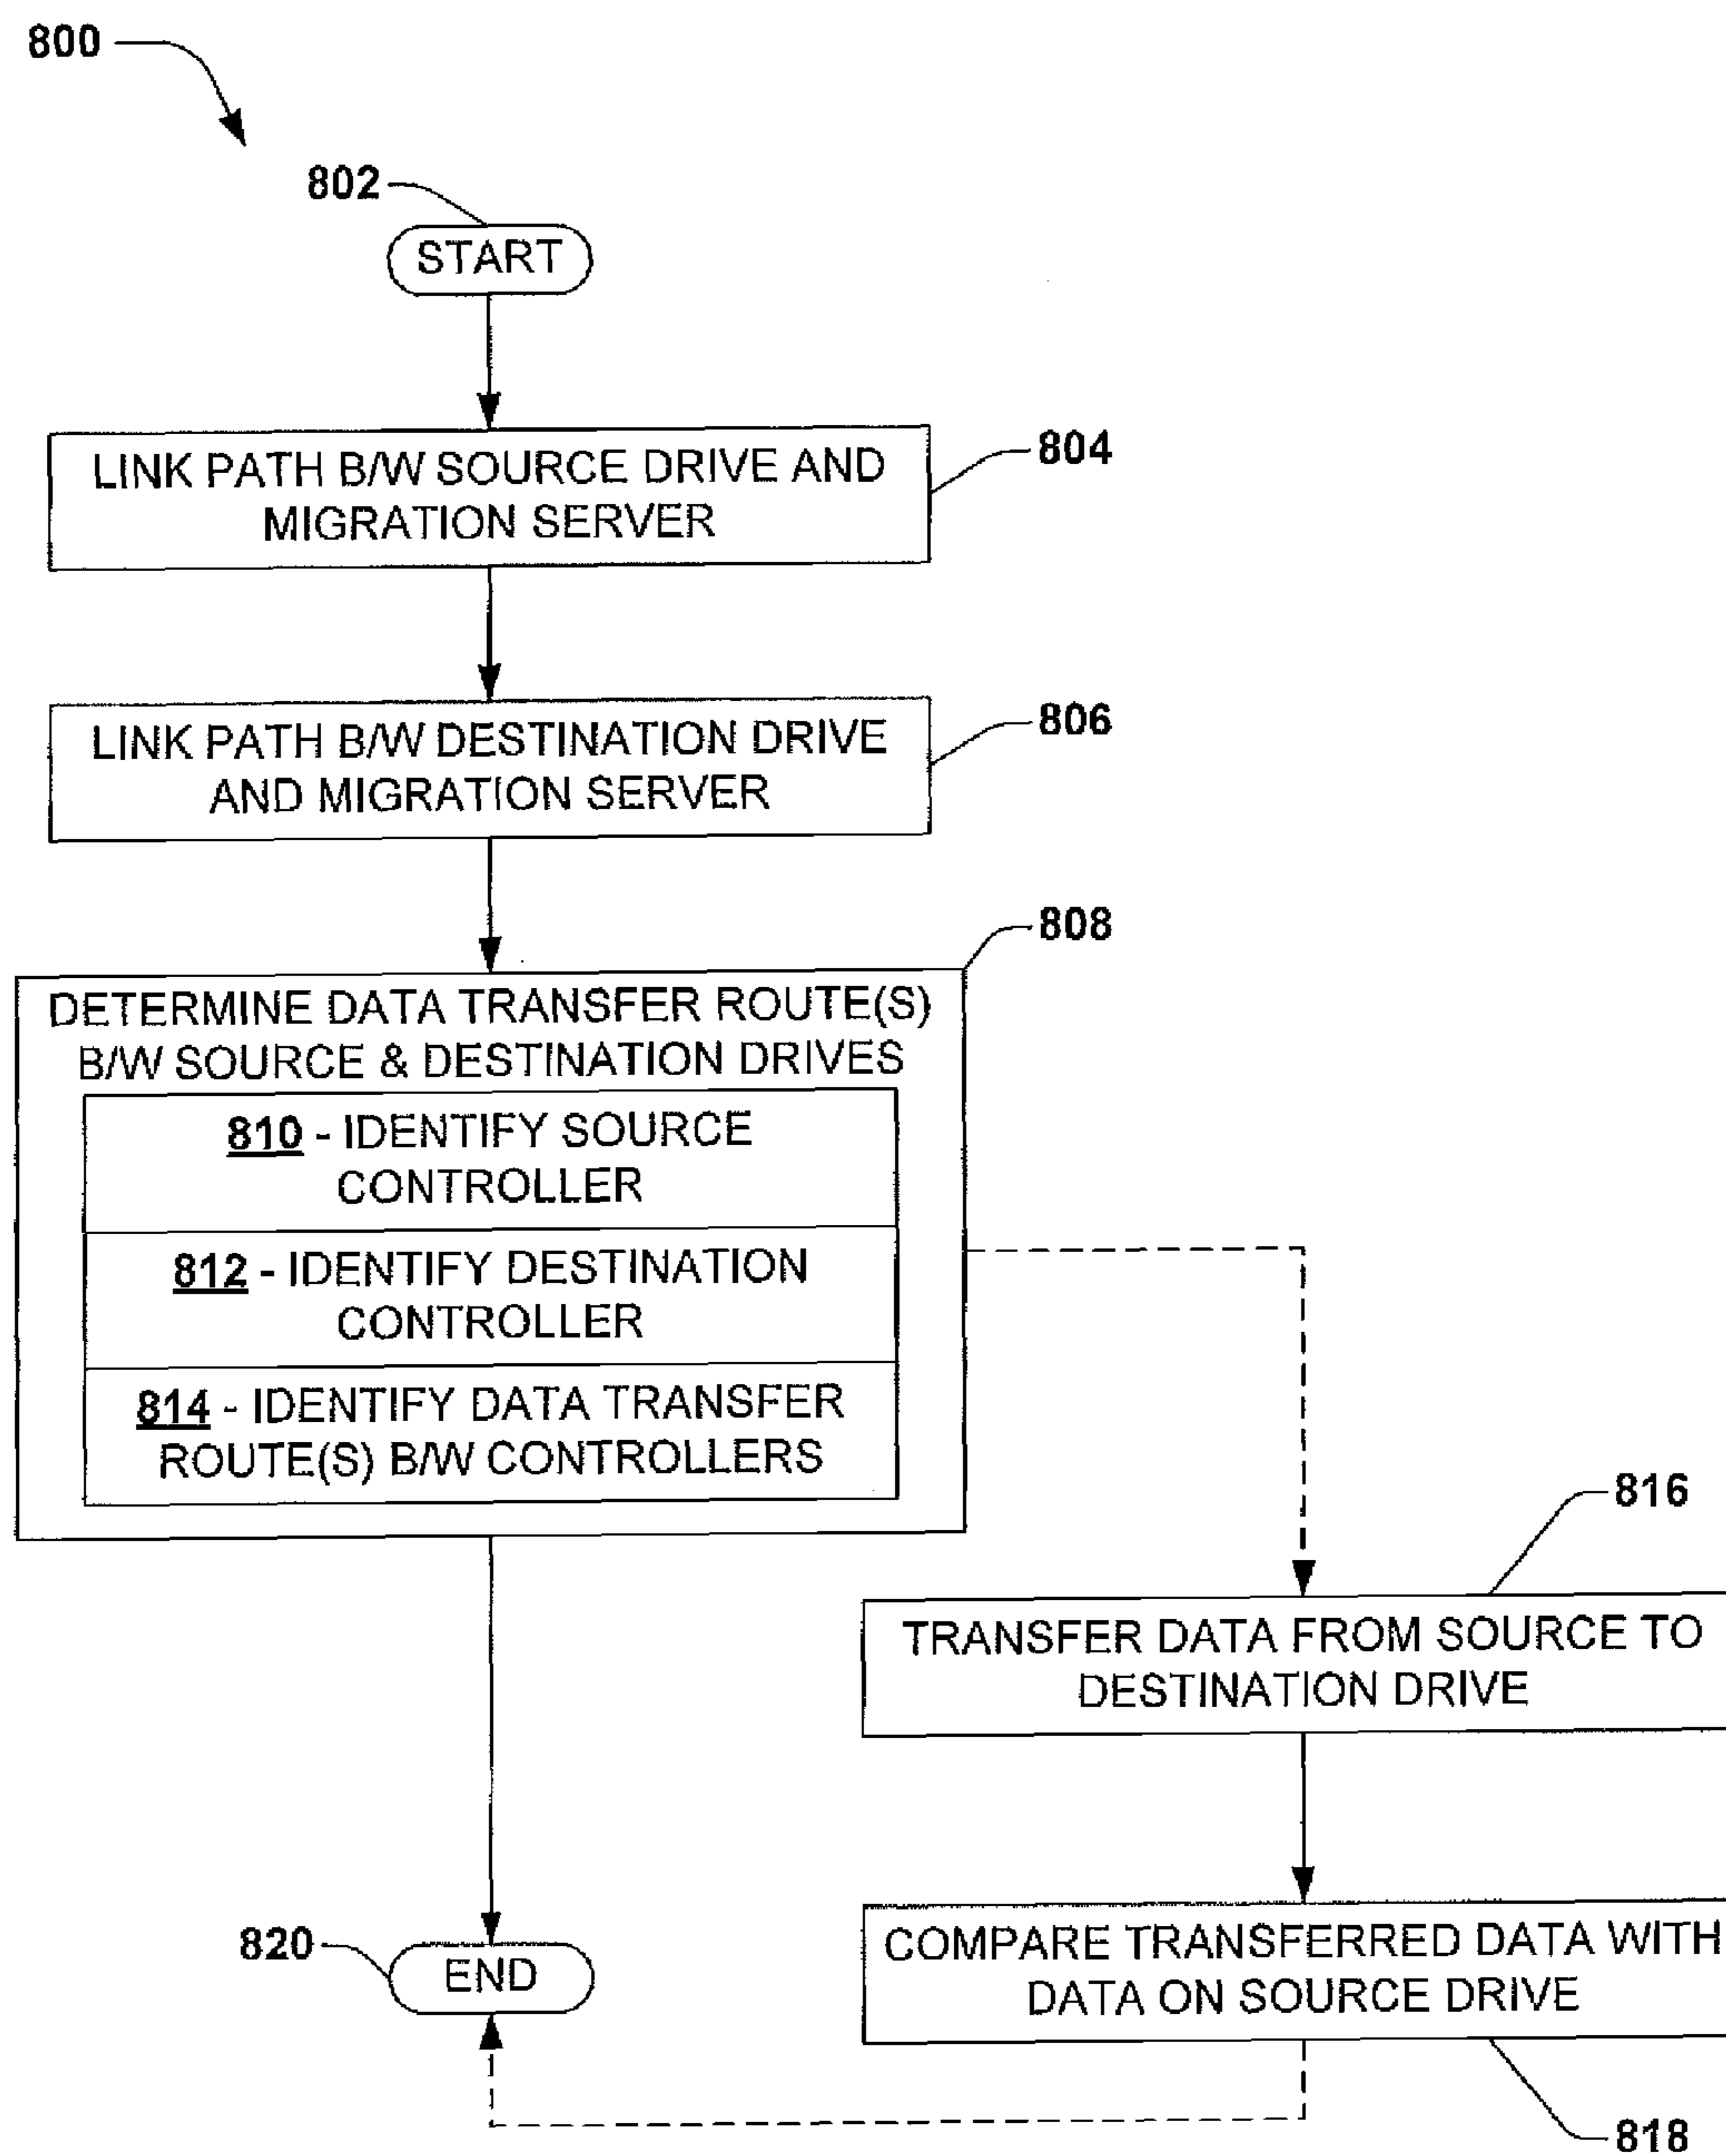 800
802
START
LINK PATH B/W SOURCE DRIVE AND
MIGRATION SERVER
804
LINK PATH B/W DESTINATION DRIVE
AND MIGRATION SERVER
806
808
DETERMINE DATA TRANSFER ROUTE(S)
B/W SOURCE & DESTINATION DRIVES
810 - IDENTIFY SOURCE
CONTROLLER
812 - IDENTIFY DESTINATION
CONTROLLER
814 - IDENTIFY DATA TRANSFER
ROUTE(S) B/W CONTROLLERS
816
TRANSFER DATA FROM SOURCE TO
DESTINATION DRIVE
COMPARE TRANSFERRED DATA WITH
DATA ON SOURCE DRIVE
818
820
END